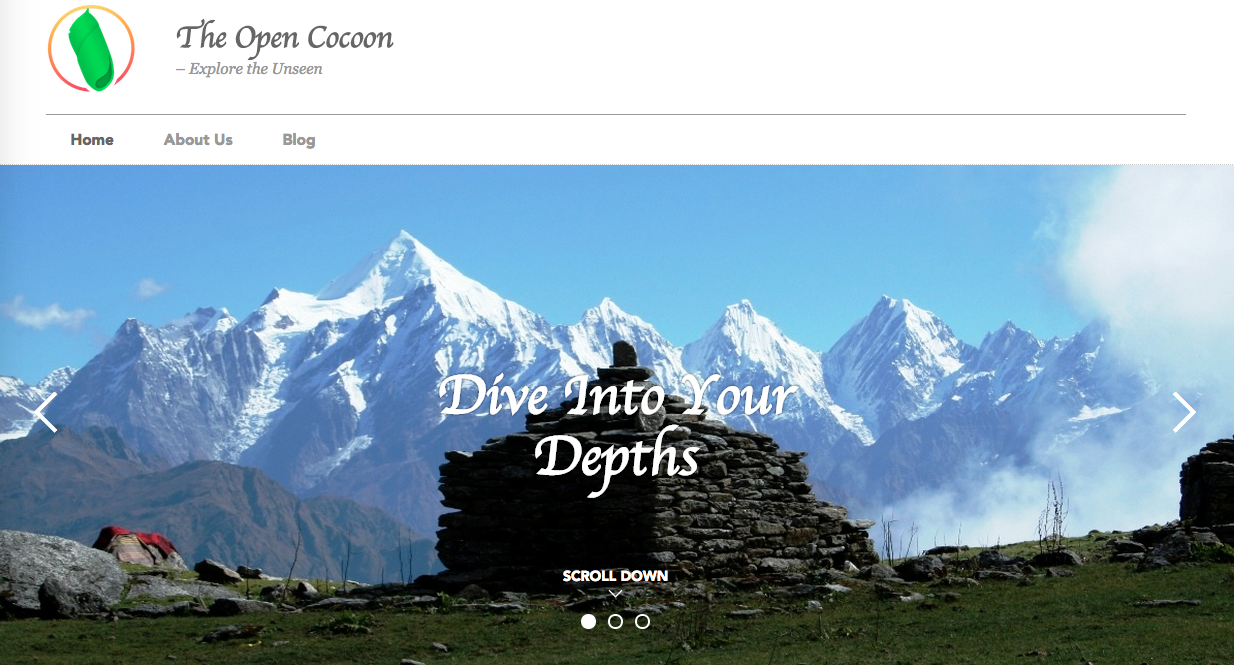 The Open Cocoon
– Explore the Unseen
Home About Us Blog
Dive Into Your
Depths
SCROLL DOWN